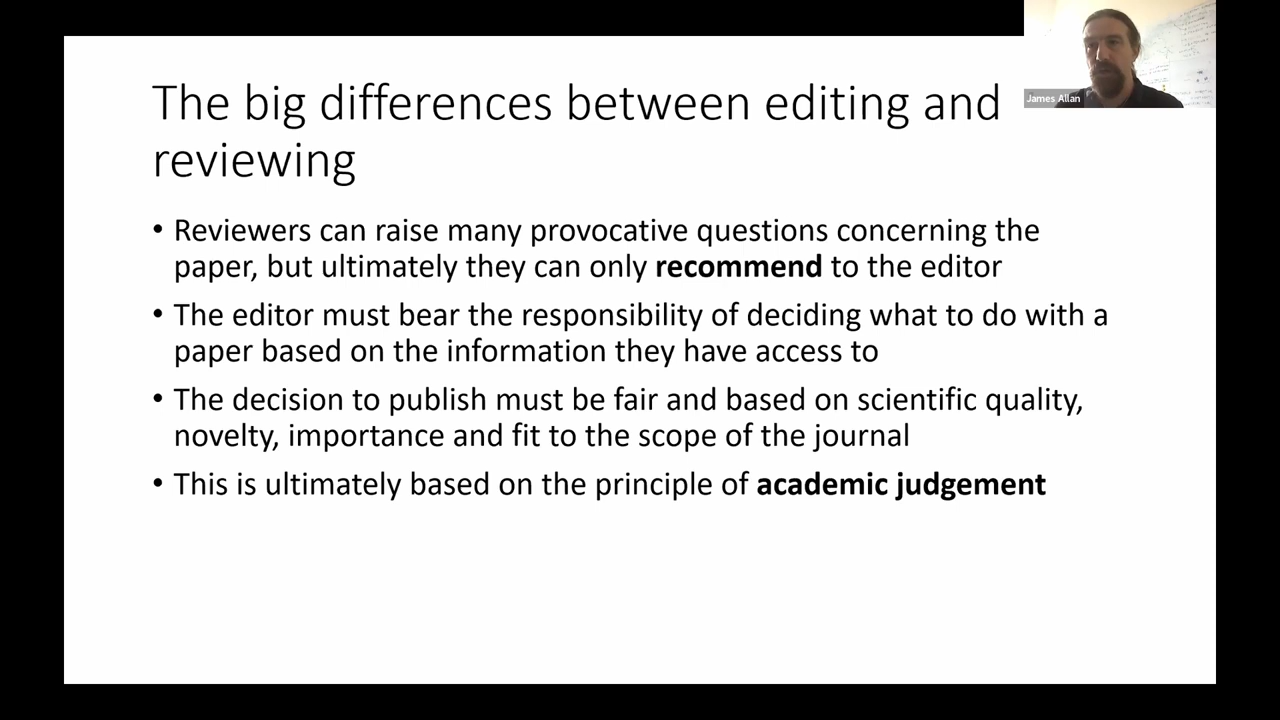 The big differences between editing and
reviewing
James Allan
• Reviewers can raise many provocative questions concerning the
paper, but ultimately they can only recommend to the editor
• The editor must bear the responsibility of deciding what to do with a
paper based on the information they have access to
• The decision to publish must be fair and based on scientific quality,
novelty, importance and fit to the scope of the journal
• This is ultimately based on the principle of academic judgement